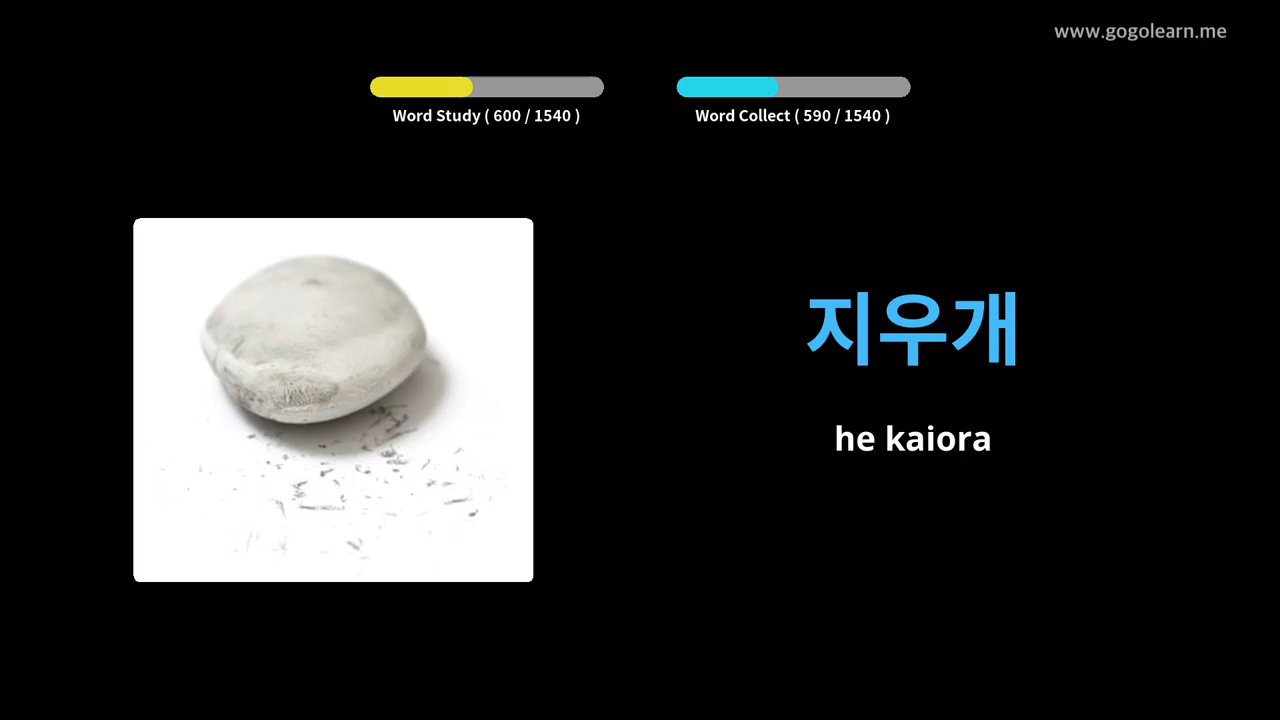 www.gogolearn.me
Word Study ( 600 / 1540 )
Word Collect ( 590 / 1540 )
지우개
he kaiora